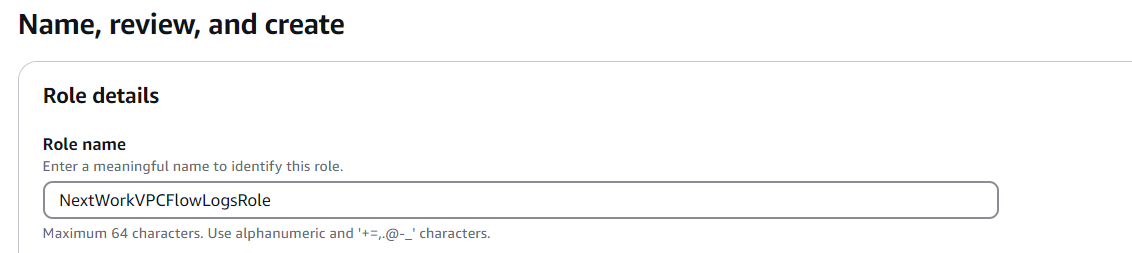 Name, review, and create
Role details
Role name
Enter a meaningful name to identify this role.
NextWorkVPCFlowLogsRole
Maximum 64 characters. Use alphanumeric and '+=,.@-_' characters.